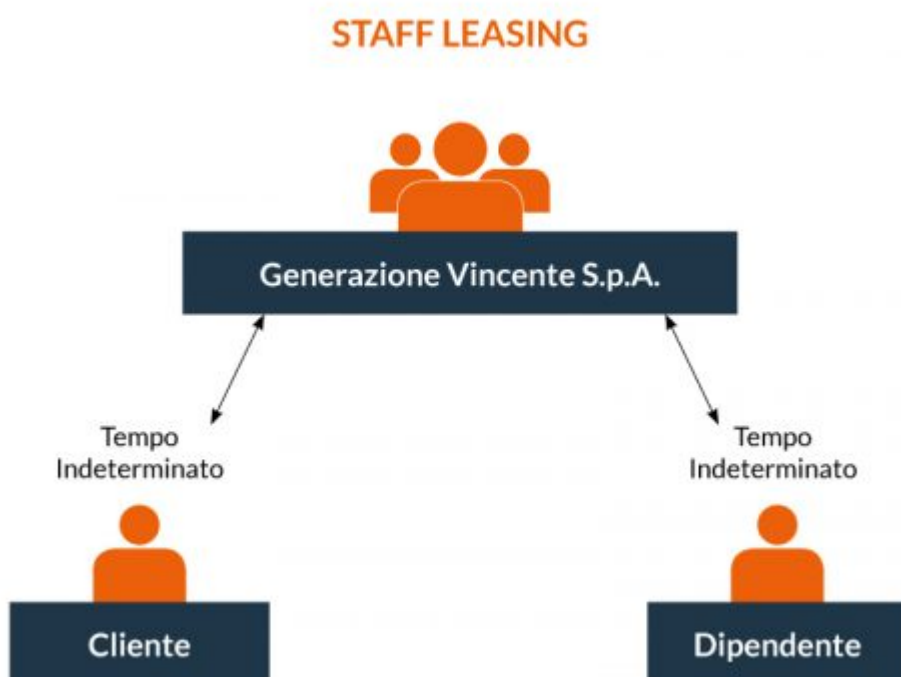 STAFF LEASING
Generazione Vincente S.p.A.
Tempo
Indeterminato
Tempo
Indeterminato
Cliente
Dipendente